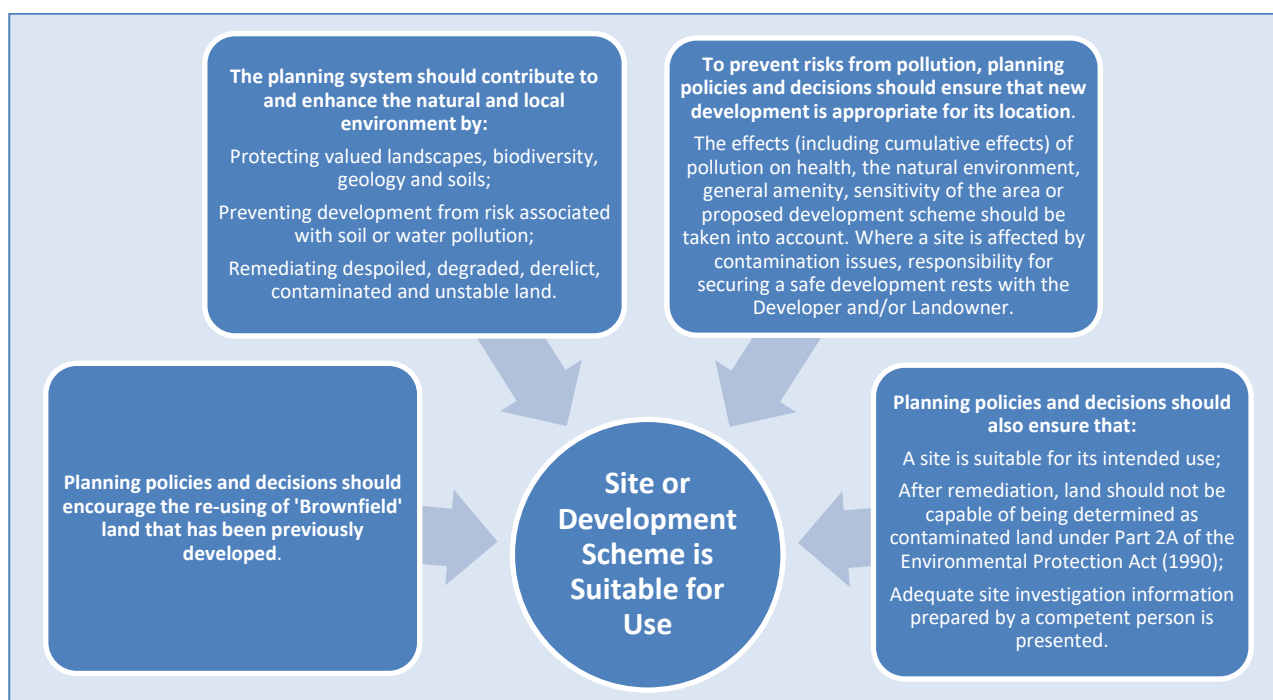 The planning system should contribute to
and enhance the natural and local
environment by:
Protecting valued landscapes, biodiversity,
geology and soils;
Preventing development from risk associated
with soil or water pollution;
Remediating despoiled, degraded, derelict,
contaminated and unstable land.
To prevent risks from pollution, planning
policies and decisions should ensure that new
development is appropriate for its location.
The effects (including cumulative effects) of
pollution on health, the natural environment,
general amenity, sensitivity of the area or
proposed development scheme should be
taken into account. Where a site is affected by
contamination issues, responsibility for
securing a safe development rests with the
Developer and/or Landowner.
Planning policies and decisions should
encourage the re-using of 'Brownfield'
land that has been previously
developed.
Site or
Development
Scheme is
Suitable for
Use
Planning policies and decisions should
also ensure that:
A site is suitable for its intended use;
After remediation, land should not be
capable of being determined as
contaminated land under Part 2A of the
Environmental Protection Act (1990);
Adequate site investigation information
prepared by a competent person is
presented.